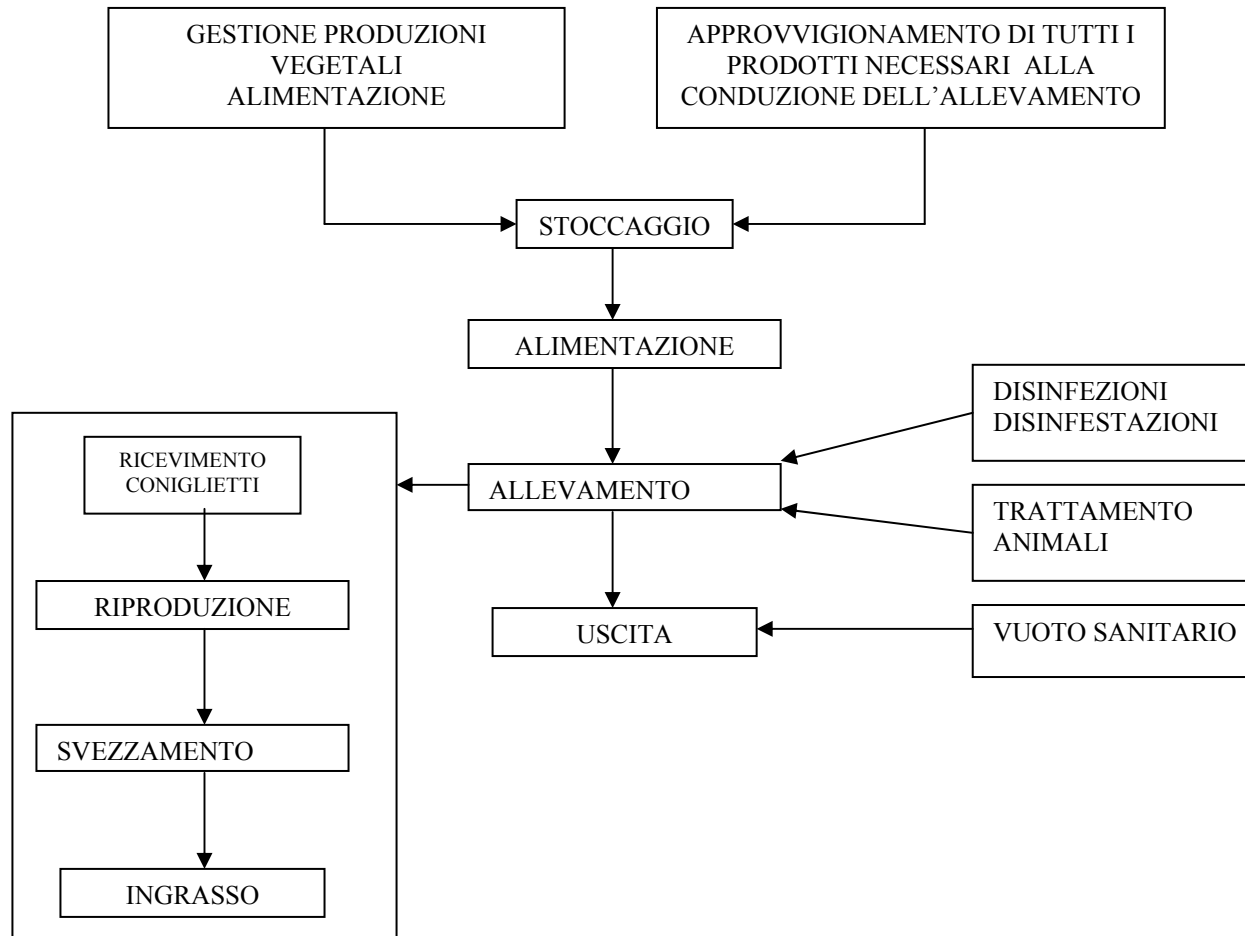 GESTIONE PRODUZIONI
VEGETALI
ALIMENTAZIONE
APPROVVIGIONAMENTO DI TUTTI I
PRODOTTI NECESSARI ALLA
CONDUZIONE DELL'ALLEVAMENTO
STOCCAGGIO
ALIMENTAZIONE
DISINFEZIONI
DISINFESTAZIONI
RICEVIMENTO
CONIGLIETTI
ALLEVAMENTO
TRATTAMENTO
ANIMALI
RIPRODUZIONE
USCITA
VUOTO SANITARIO
SVEZZAMENTO
INGRASSO